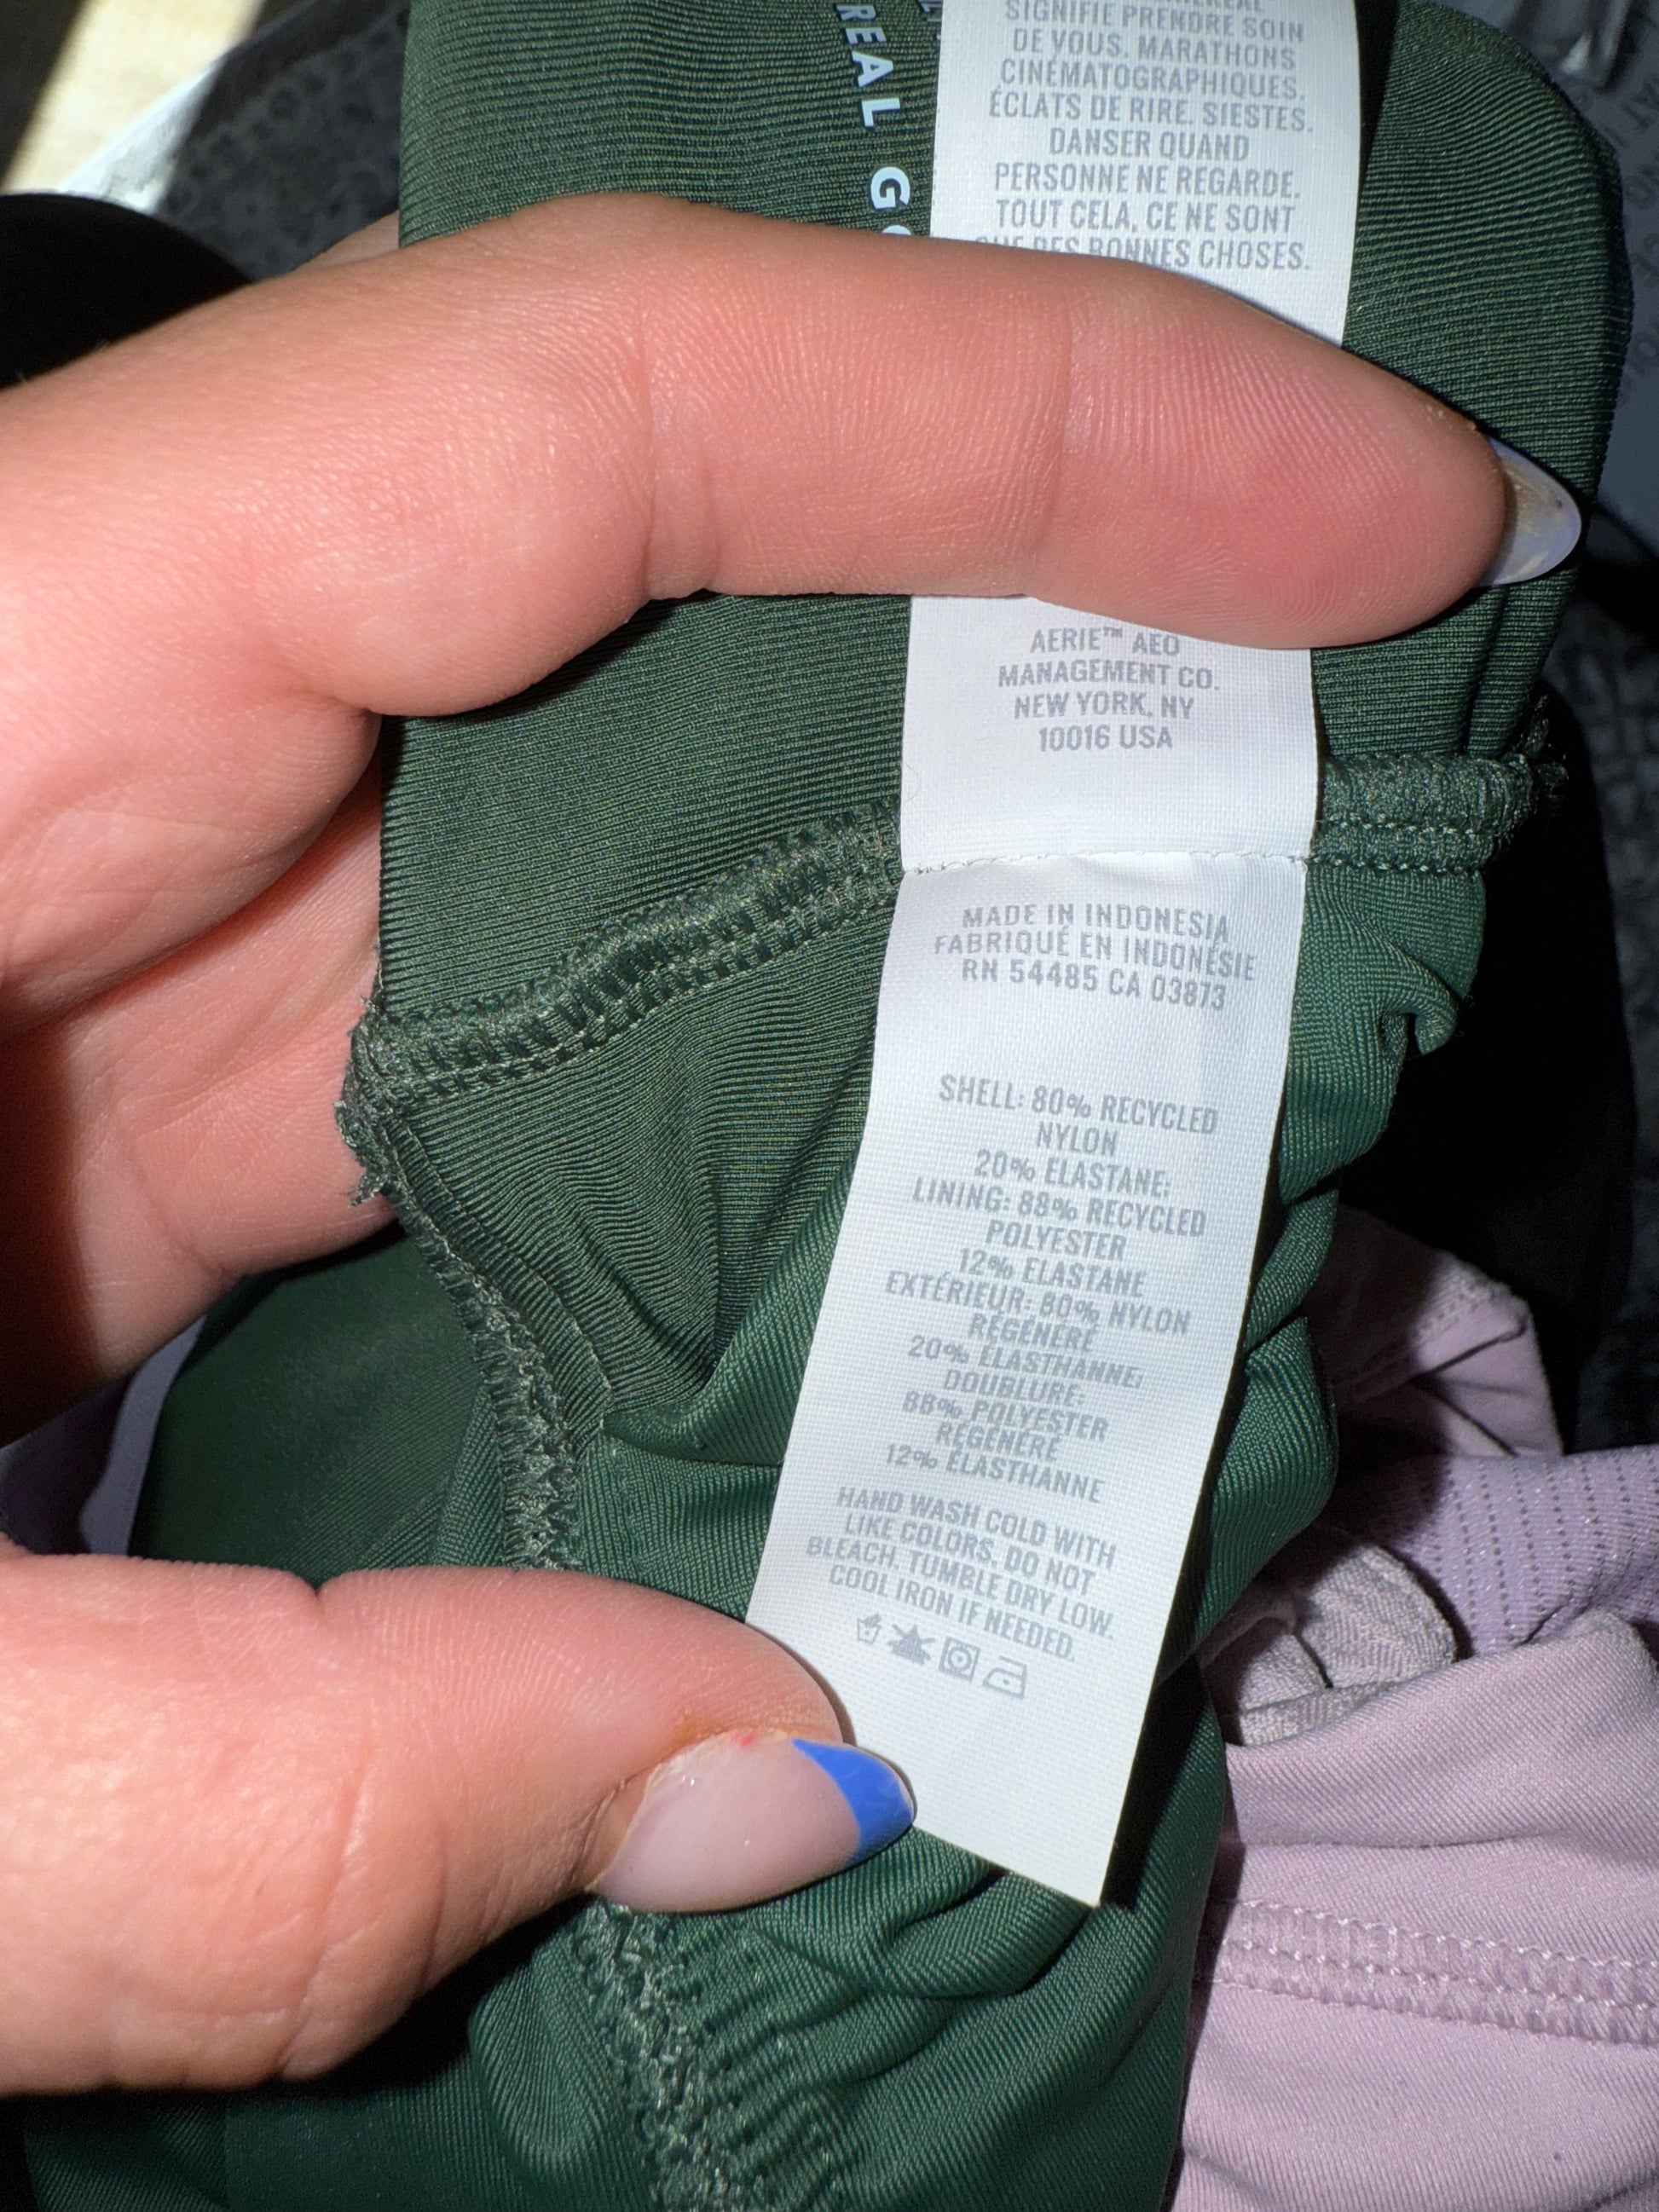 REAL
SIGNIFIE PRENDRE SOIN
DE VOUS. MARATHONS
CINÉMATOGRAPHIQUES.
ÉCLATS DE RIRE. SIESTES.
DANSER QUAND
PERSONNE NE REGARDE.
TOUT CELA, CE NE SONT
QUE DES BONNES CHOSES.
AERIE™ AEO
MANAGEMENT CO.
NEW YORK, NY
10016 USA
MADE IN INDONESIA
FABRIQUÉ EN INDONÉSIE
RN 54485 CA 03873
SHELL: 80% RECYCLED
NYLON
20% ELASTANE;
LINING: 88% RECYCLED
POLYESTER
12% ELASTANE
EXTÉRIEUR: 80% NYLON
RÉGÉNÉRÉ
20% ÉLASTHANNE;
DOUBLURE:
88% POLYESTER
RÉGÉNÉRÉ
12% ÉLASTHANNE
HAND WASH COLD WITH
LIKE COLORS. DO NOT
BLEACH. TUMBLE DRY LOW.
COOL IRON IF NEEDED.